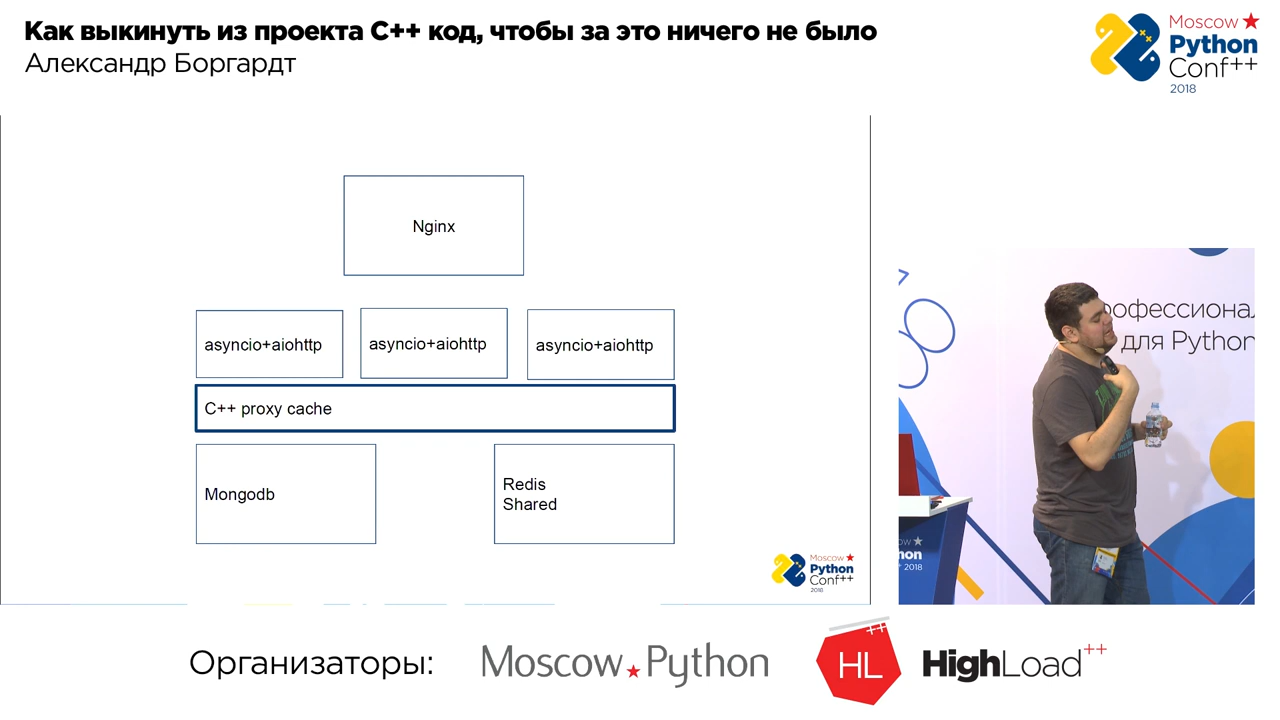 Как выкинуть из проекта С++ код, чтобы за это ничего не было
Александр Боргардт
Moscow
Python
Conf++
2018
Nginx
asyncio+aiohttp
asyncio+aiohttp
asyncio+aiohttp
C++ proxy cache
Mongodb
Redis
Shared
Moscow
Python
Conf++
2018
рофессионал
для Python
Организаторы:
Moscow Python
HL++
HighLoad++